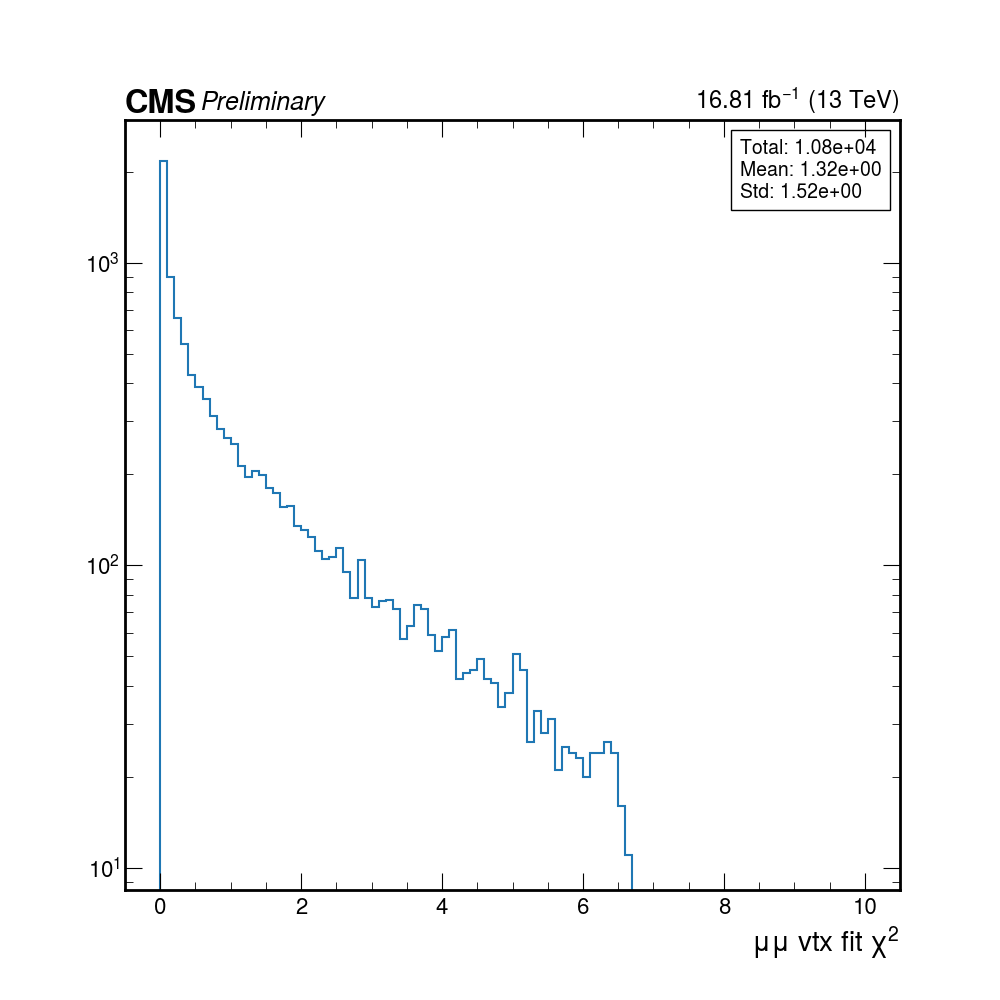 CMS Preliminary 16.81 fb⁻¹ (13 TeV)
Total: 1.08e+04
Mean: 1.32e+00
Std: 1.52e+00
10³
10²
10¹
0 2 4 6 8 10
μμ vtx fit χ²